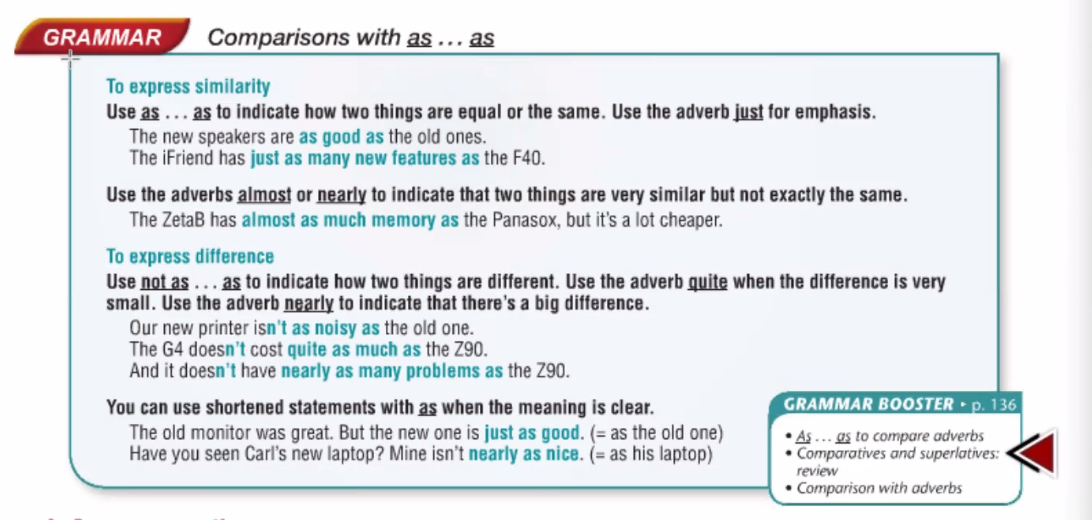 GRAMMAR Comparisons with as ... as
To express similarity
Use as ... as to indicate how two things are equal or the same. Use the adverb just for emphasis.
The new speakers are as good as the old ones.
The iFriend has just as many new features as the F40.
Use the adverbs almost or nearly to indicate that two things are very similar but not exactly the same.
The ZetaB has almost as much memory as the Panasox, but it's a lot cheaper.
To express difference
Use not as ... as to indicate how two things are different. Use the adverb quite when the difference is very
small. Use the adverb nearly to indicate that there's a big difference.
Our new printer isn't as noisy as the old one.
The G4 doesn't cost quite as much as the Z90.
And it doesn't have nearly as many problems as the Z90.
You can use shortened statements with as when the meaning is clear.
The old monitor was great. But the new one is just as good. (= as the old one)
Have you seen Carl's new laptop? Mine isn't nearly as nice. (= as his laptop)
GRAMMAR BOOSTER • p. 136
• As ... as to compare adverbs
• Comparatives and superlatives:
review
• Comparison with adverbs